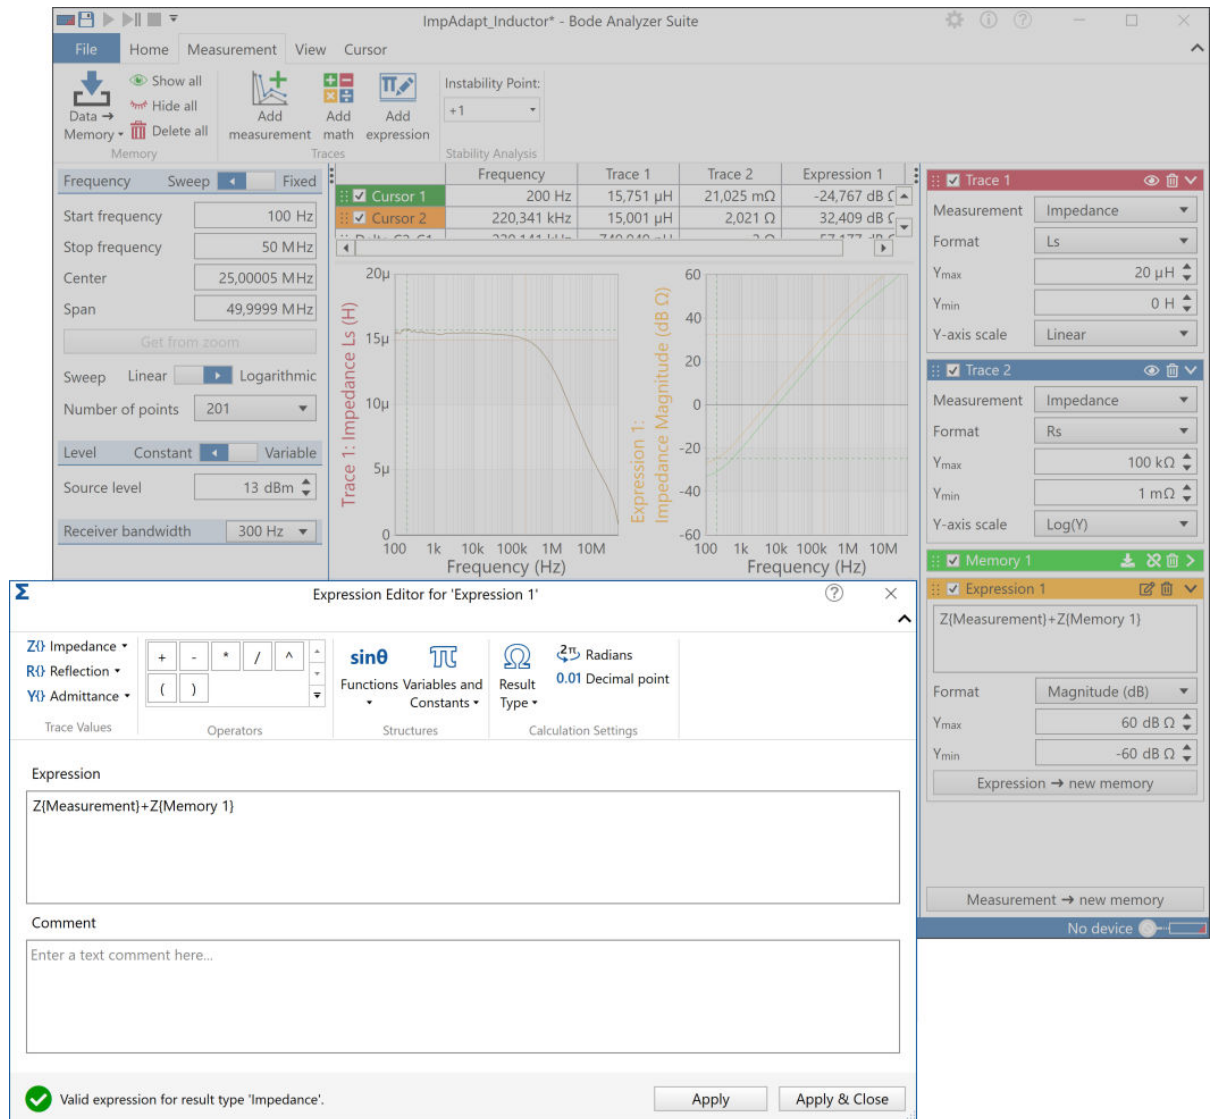 ImpAdapt_Inductor* - Bode Analyzer Suite
File Home Measurement View Cursor
Data → Memory
Show all
Hide all
Delete all
Memory
Add measurement
Add math
Add expression
Traces
Instability Point:
+1
Stability Analysis
Frequency Sweep Fixed
Start frequency 100 Hz
Stop frequency 50 MHz
Center 25,00005 MHz
Span 49,9999 MHz
Get from zoom
Sweep Linear Logarithmic
Number of points 201
Level Constant Variable
Source level 13 dBm
Receiver bandwidth 300 Hz
Frequency Trace 1 Trace 2 Expression 1
Cursor 1 200 Hz 15,751 µH 21,025 mΩ -24,767 dB
Cursor 2 220,341 kHz 15,001 µH 2,021 Ω 32,409 dB
Trace 1: Impedance Ls (H)
20µ
15µ
10µ
5µ
0
100 1k 10k 100k 1M 10M
Frequency (Hz)
Expression 1:
Impedance Magnitude (dB Ω)
60
40
20
0
-20
-40
-60
100 1k 10k 100k 1M 10M
Frequency (Hz)
Trace 1
Measurement Impedance
Format Ls
Ymax 20 µH
Ymin 0 H
Y-axis scale Linear
Trace 2
Measurement Impedance
Format Rs
Ymax 100 kΩ
Ymin 1 mΩ
Y-axis scale Log(Y)
Memory 1
Expression 1
Z{Measurement}+Z{Memory 1}
Format Magnitude (dB)
Ymax 60 dB Ω
Ymin -60 dB Ω
Expression → new memory
Measurement → new memory
No device
Σ Expression Editor for 'Expression 1'
Z{} Impedance
R{} Reflection
Y{} Admittance
Trace Values
+ - * / ^
( )
Operators
sinθ
Functions
π
Variables and Constants
Structures
Ω
Result Type
2π Radians
0.01 Decimal point
Calculation Settings
Expression
Z{Measurement}+Z{Memory 1}
Comment
Enter a text comment here...
Valid expression for result type 'Impedance'.
Apply Apply & Close